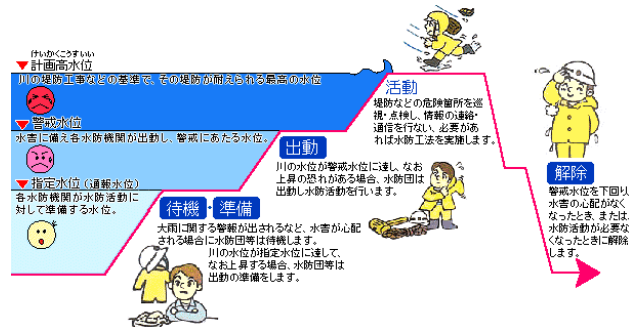 けいかくこうすいい
▼計画高水位
川の堤防工事などの基準で、その堤防が耐えられる最高の水位
▼警戒水位
水害に備え各水防機関が出動し、警戒にあたる水位。
▼指定水位(通報水位)
各水防機関が水防活動に
対して準備する水位。
待機・準備
大雨に関する警報が出されるなど、水害が心配
される場合に水防団等は待機します。
川の水位が指定水位に達して、
なお上昇する場合、水防団等は
出動の準備をします。
出動
川の水位が警戒水位に達し、なお
上昇の恐れがある場合、水防団は
出動し水防活動を行います。
活動
堤防などの危険箇所を巡
視・点検し、情報の連絡・
通信を行ない、必要があ
れば水防工法を実施します。
解除
警戒水位を下回り、
水害の心配がなく
なったとき、または、
水防活動が必要な
くなったときに解除
します。